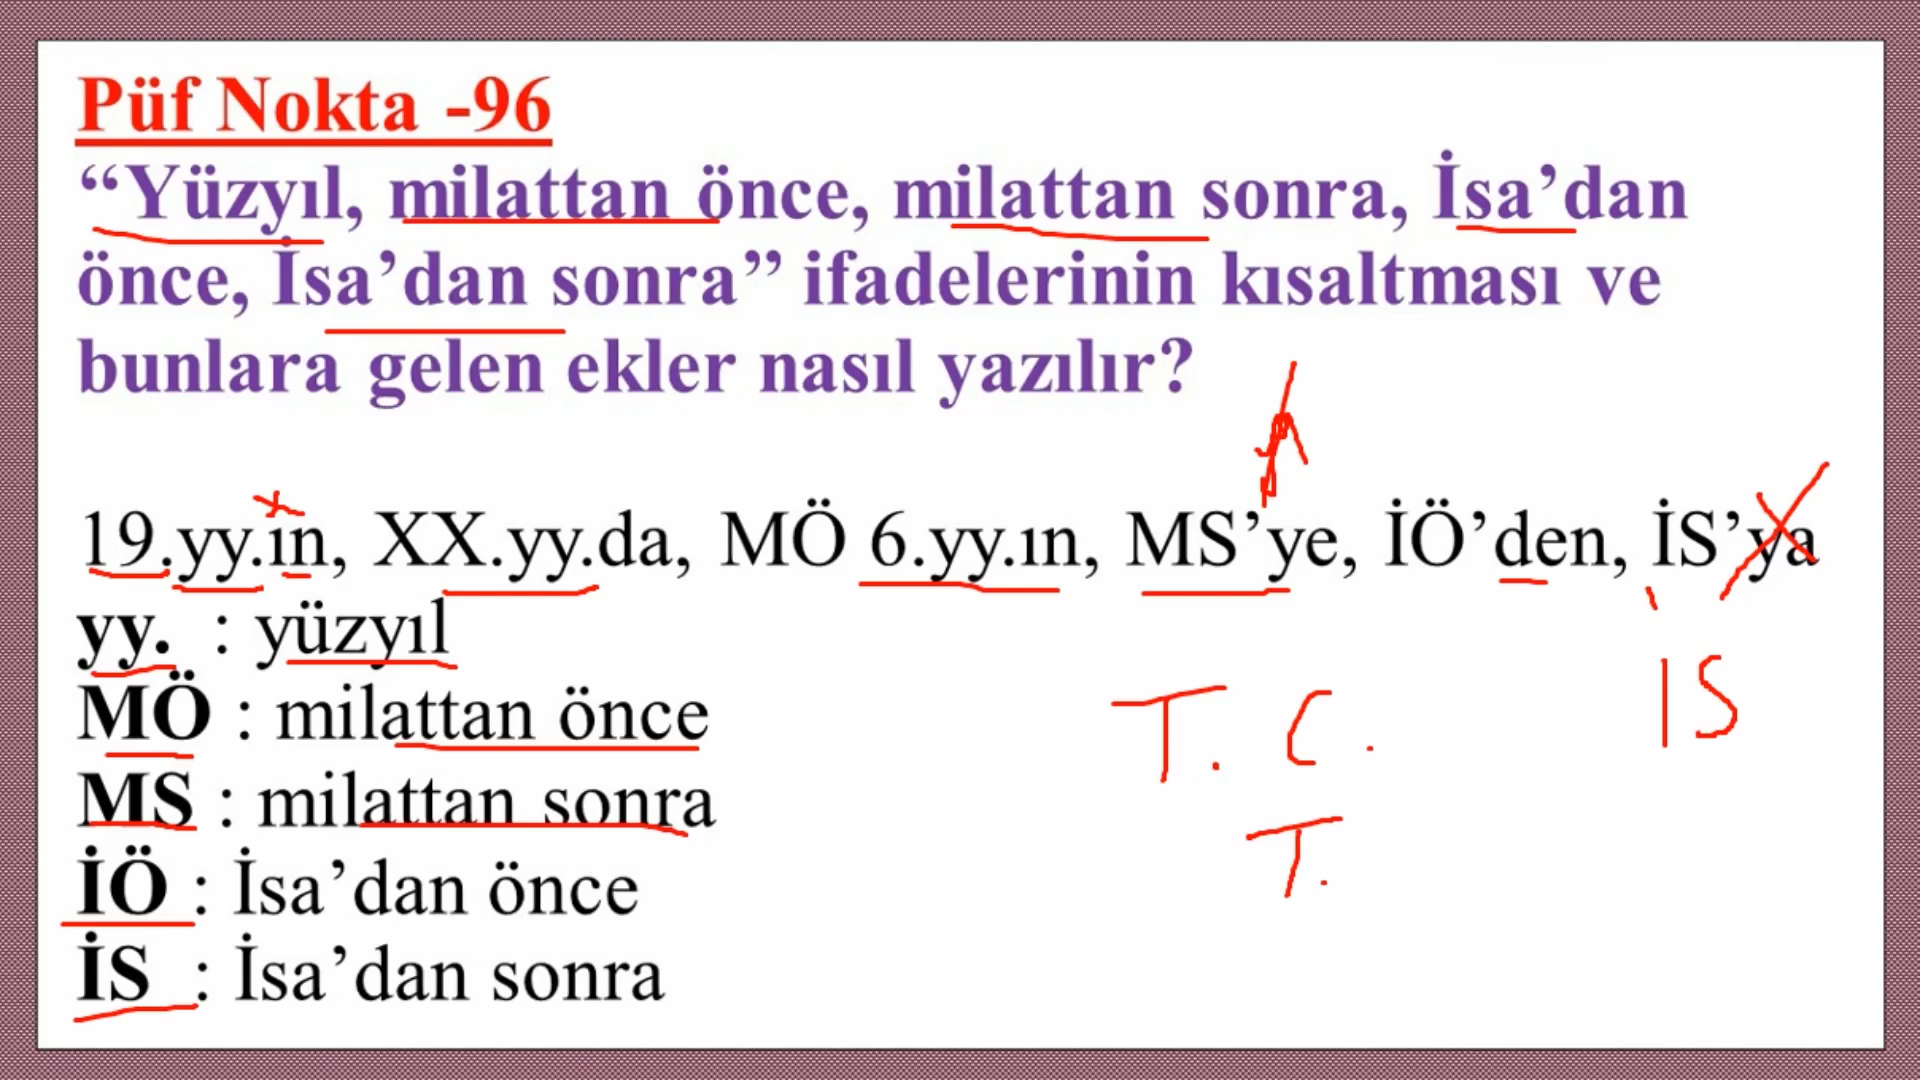 Püf Nokta -96
“Yüzyıl, milattan önce, milattan sonra, İsa’dan
önce, İsa’dan sonra” ifadelerinin kısaltması ve
bunlara gelen ekler nasıl yazılır?
19.yy.ın, XX.yy.da, MÖ 6.yy.ın, MS’ye, İÖ’den, İS’ya
yy. : yüzyıl
MÖ : milattan önce
MS : milattan sonra
İÖ : İsa’dan önce
İS : İsa’dan sonra
T. C.
T.
İS